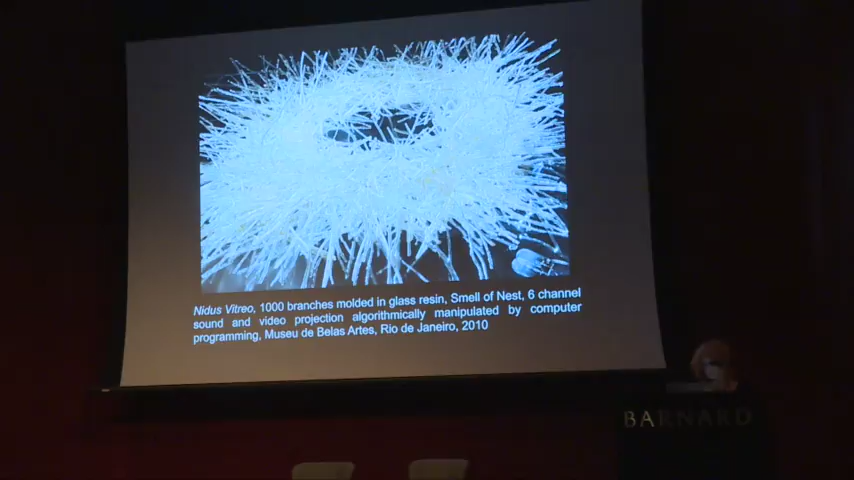 Nidus Vitreo, 1000 branches molded in glass resin, Smell of Nest, 6 channel
sound and video projection algorithmically manipulated by computer
programming, Museu de Belas Artes, Rio de Janeiro, 2010
BARNARD